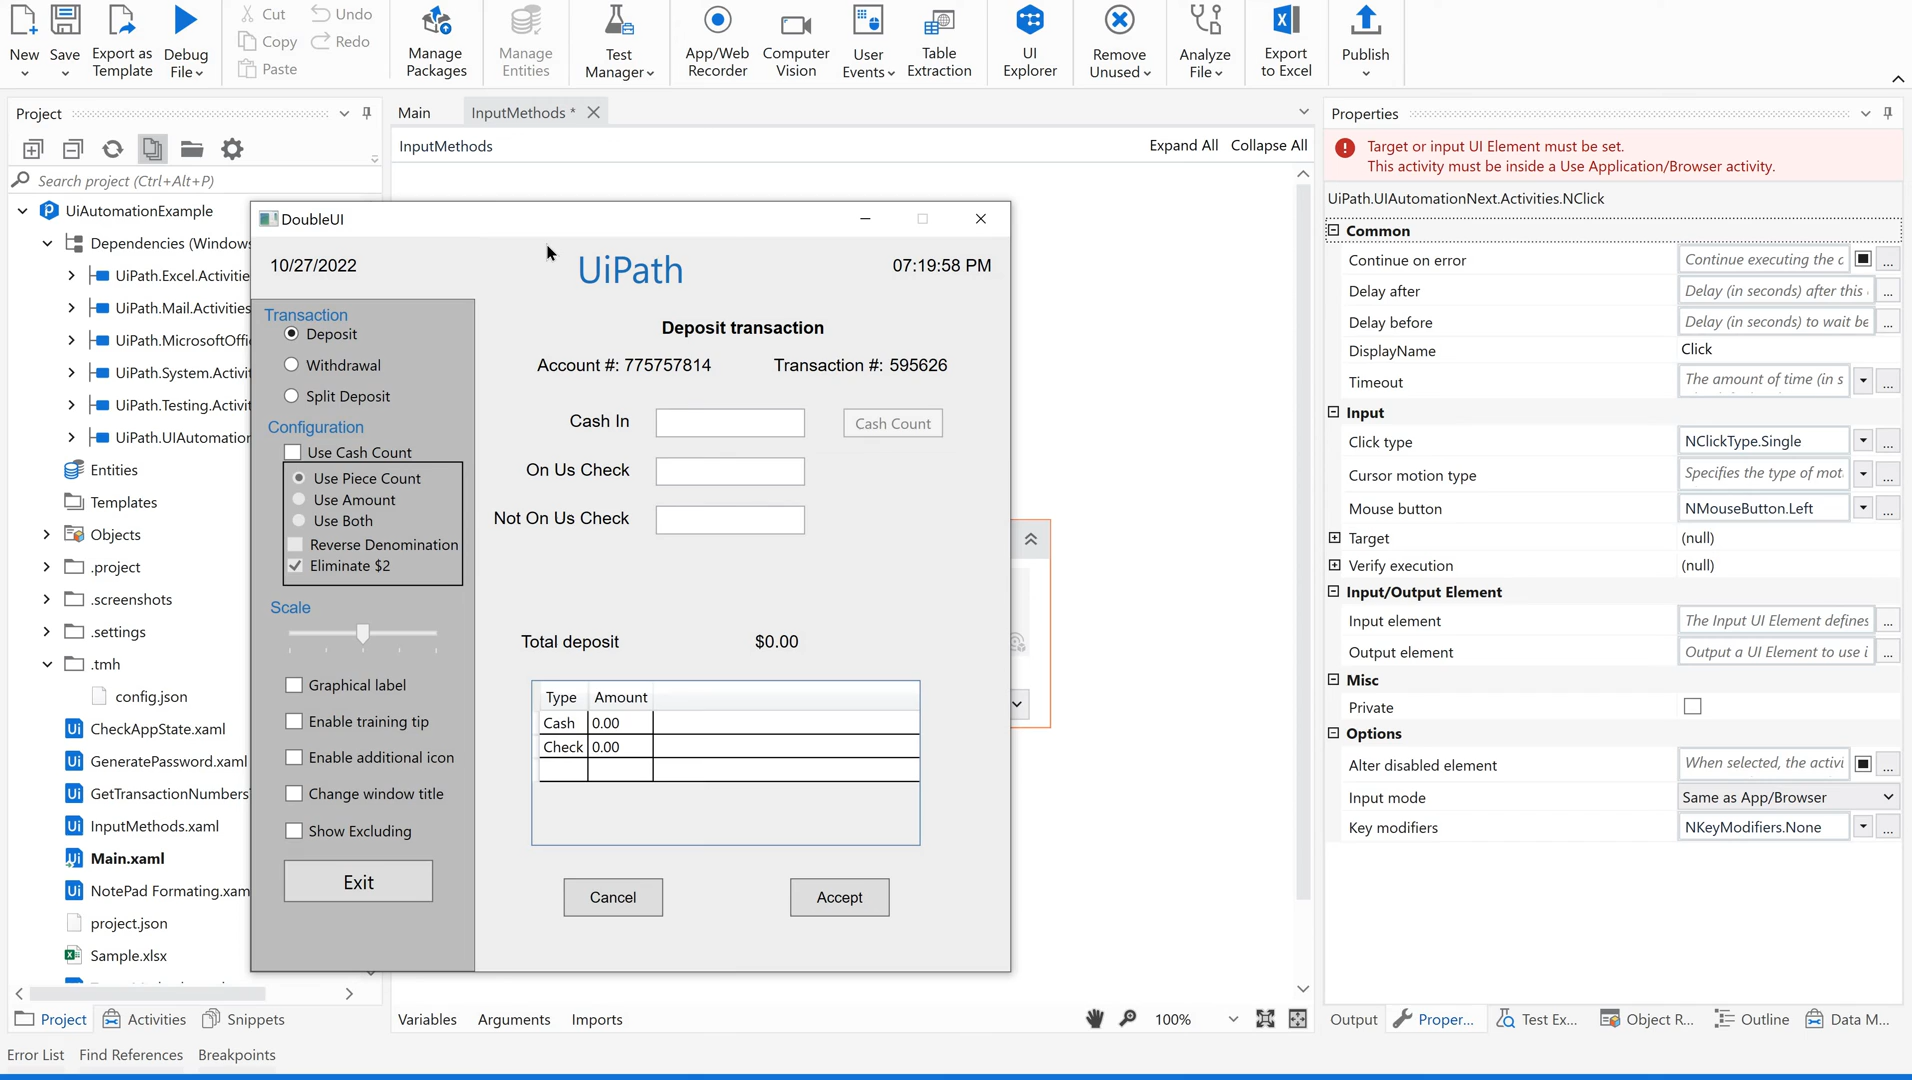 New
Save
Export as
Template
Debug
File
Cut
Copy
Paste
Undo
Redo
Manage
Packages
Manage
Entities
Test
Manager
App/Web
Recorder
Computer
Vision
User
Events
Table
Extraction
UI
Explorer
Remove
Unused
Analyze
File
Export
to Excel
Publish
Project
Search project (Ctrl+Alt+P)
UiAutomationExample
Dependencies (Windows
UiPath.Excel.Activitie
UiPath.Mail.Activities
UiPath.MicrosoftOffi
UiPath.System.Activit
UiPath.Testing.Activit
UiPath.UIAutomation
Entities
Templates
Objects
.project
.screenshots
.settings
.tmh
config.json
CheckAppState.xaml
GeneratePassword.xaml
GetTransactionNumbers
InputMethods.xaml
Main.xaml
NotePad Formating.xam
project.json
Sample.xlsx
Project
Activities
Snippets
Error List
Find References
Breakpoints
Main
InputMethods *
InputMethods
Expand All
Collapse All
DoubleUI
10/27/2022
UiPath
07:19:58 PM
Transaction
Deposit
Withdrawal
Split Deposit
Configuration
Use Cash Count
Use Piece Count
Use Amount
Use Both
Reverse Denomination
Eliminate $2
Scale
Graphical label
Enable training tip
Enable additional icon
Change window title
Show Excluding
Exit
Deposit transaction
Account #: 775757814
Transaction #: 595626
Cash In
Cash Count
On Us Check
Not On Us Check
Total deposit
$0.00
Type Amount
Cash 0.00
Check 0.00
Cancel
Accept
Variables
Arguments
Imports
100%
Properties
Target or input UI Element must be set.
This activity must be inside a Use Application/Browser activity.
UiPath.UIAutomationNext.Activities.NClick
Common
Continue on error
Continue executing the c
...
Delay after
Delay (in seconds) after this
...
Delay before
Delay (in seconds) to wait be
...
DisplayName
Click
Timeout
The amount of time (in s
...
Input
Click type
NClickType.Single
...
Cursor motion type
Specifies the type of mot
...
Mouse button
NMouseButton.Left
...
Target
(null)
Verify execution
(null)
Input/Output Element
Input element
The Input UI Element defines
...
Output element
Output a UI Element to use i
...
Misc
Private
Options
Alter disabled element
When selected, the activi
...
Input mode
Same as App/Browser
Key modifiers
NKeyModifiers.None
...
Output
Proper...
Test Ex...
Object R...
Outline
Data M...